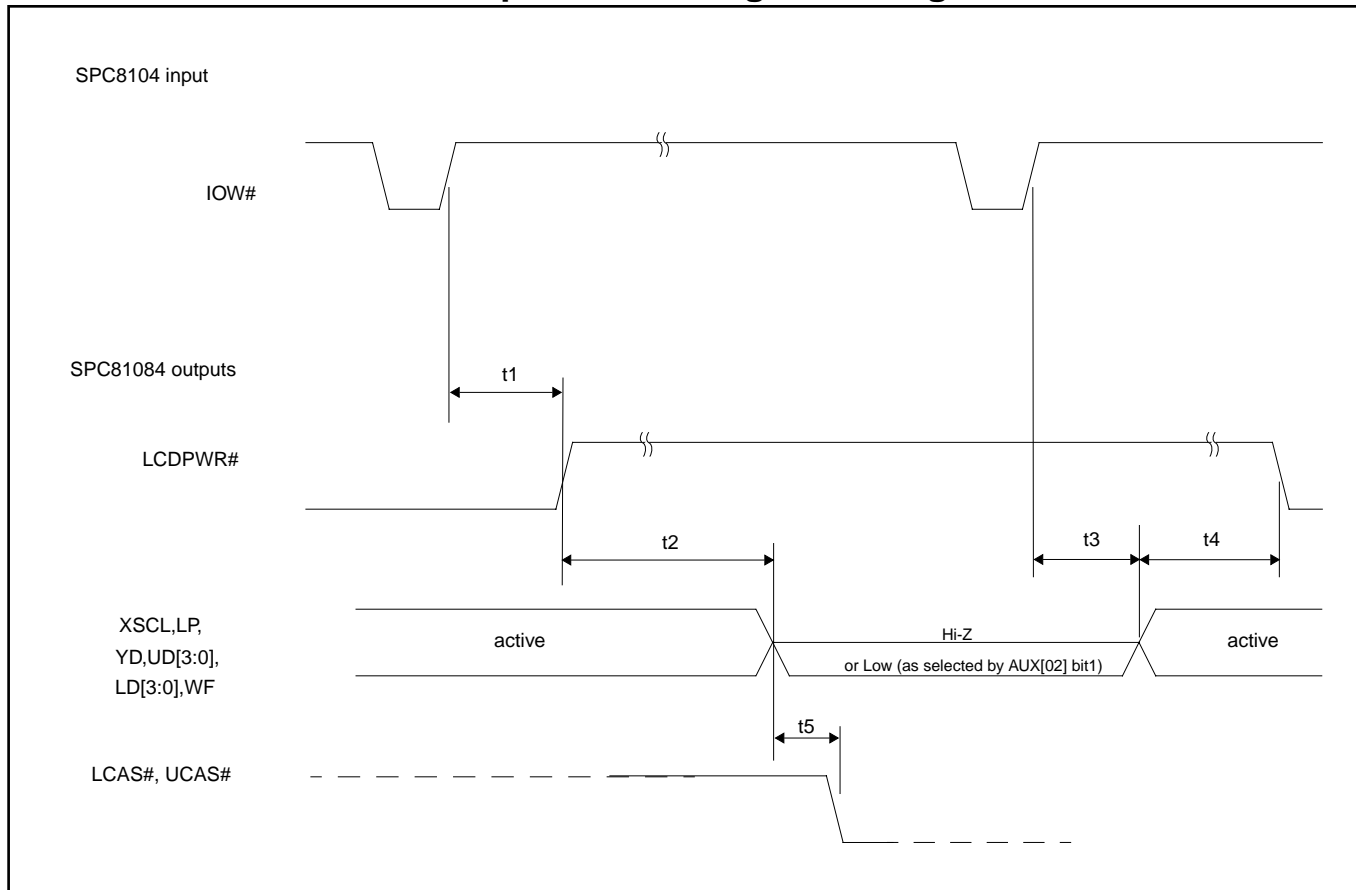 SPC8104 input
IOW#
SPC81084 outputs
t1
LCDPWR#
t2
t3
t4
XSCL,LP,
YD,UD[3:0],
LD[3:0],WF
active
Hi-Z
or Low (as selected by AUX[02] bit1)
active
t5
LCAS#, UCAS#